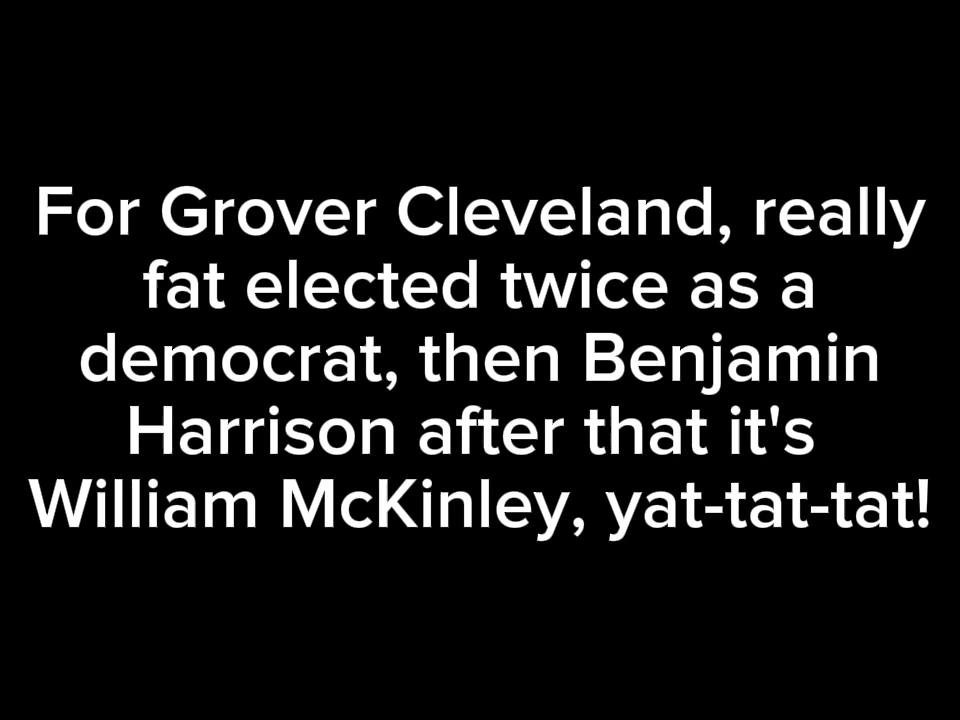 For Grover Cleveland, really
fat elected twice as a
democrat, then Benjamin
Harrison after that it's
William McKinley, yat-tat-tat!